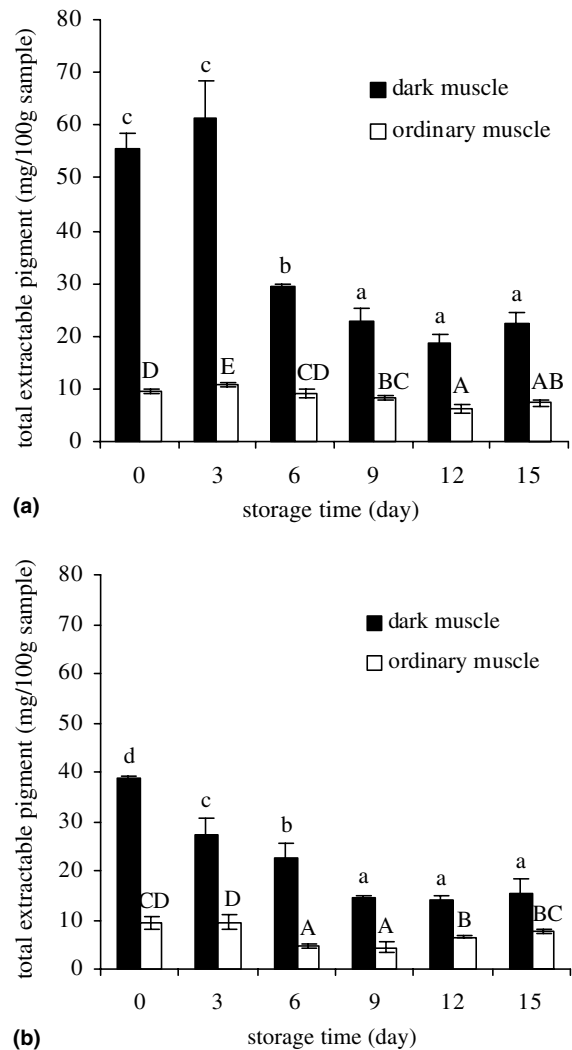 80
70
60
50
40
30
20
10
0
total extractable pigment (mg/100g sample)
dark muscle
ordinary muscle
c
c
b
a
a
a
D
E
CD
BC
A
AB
0 3 6 9 12 15
(a)
storage time (day)
80
70
60
50
40
30
20
10
0
total extractable pigment (mg/100g sample)
dark muscle
ordinary muscle
d
c
b
a
a
a
CD
D
A
A
B
BC
0 3 6 9 12 15
(b)
storage time (day)